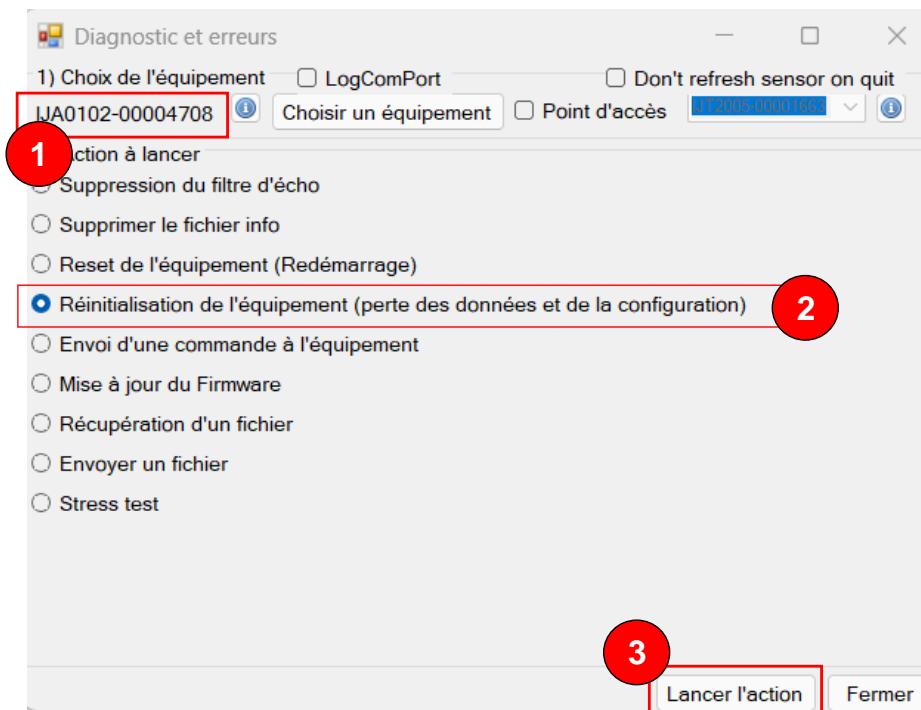 Diagnostic et erreurs
1) Choix de l'équipement LogComPort Don't refresh sensor on quit
IJA0102-00004708 Choisir un équipement Point d'accès IJT2005-00001663
1 ction à lancer
Suppression du filtre d'écho
Supprimer le fichier info
Reset de l'équipement (Redémarrage)
Réinitialisation de l'équipement (perte des données et de la configuration) 2
Envoi d'une commande à l'équipement
Mise à jour du Firmware
Récupération d'un fichier
Envoyer un fichier
Stress test
3
Lancer l'action Fermer